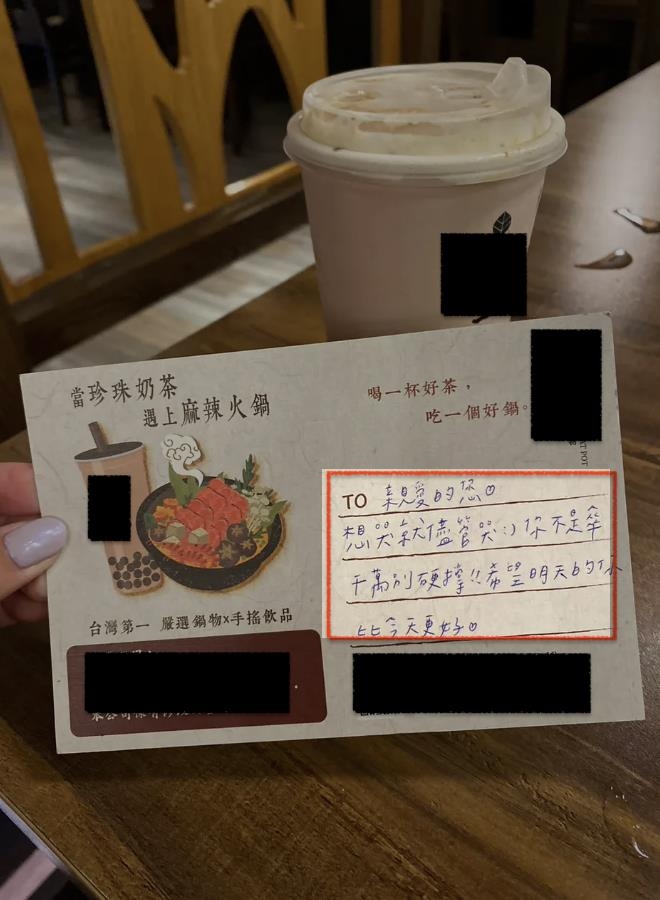 當珍珠奶茶
遇上麻辣火鍋
喝一杯好茶，
吃一個好鍋。
TO 親愛的您
想哭就儘管哭:) 你不是笨
千萬別硬撐!! 希望明天的你
比今天更好
台灣第一 嚴選鍋物x手搖飲品